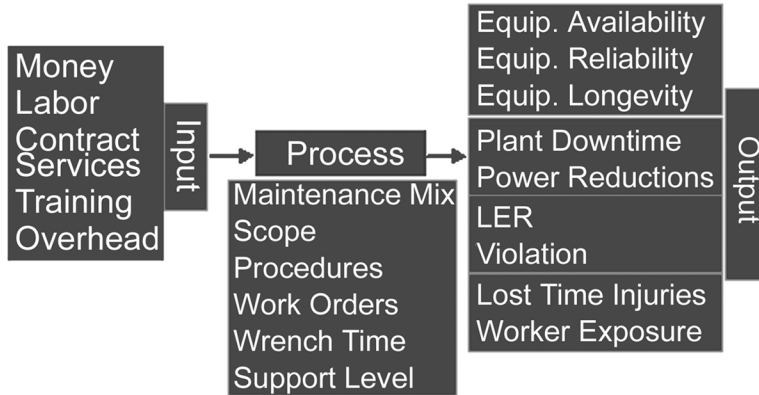 Money
Labor
Contract
Services
Training
Overhead
Input
Process
Maintenance Mix
Scope
Procedures
Work Orders
Wrench Time
Support Level
Equip. Availability
Equip. Reliability
Equip. Longevity
Plant Downtime
Power Reductions
LER
Violation
Lost Time Injuries
Worker Exposure
Output